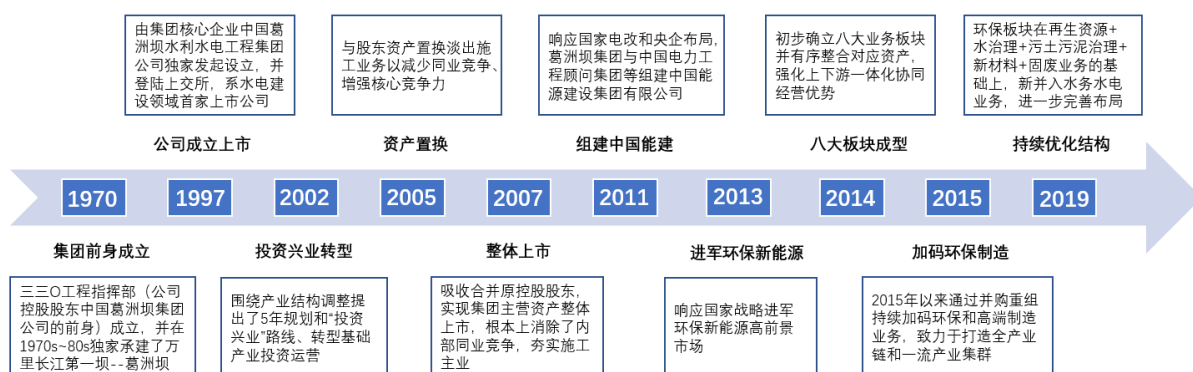 由集团核心企业中国葛洲
坝水利水电工程集团
公司独家发起设立，并
登陆上交所，系水电建
设领域首家上市公司
与股东资产置换淡出施
工业务以减少同业竞争、
增强核心竞争力
响应国家电改和央企布局，
葛洲坝集团与中国电力工
程顾问集团等组建中国能
源建设集团有限公司
初步确立八大业务板块
并有序整合对应资产，
强化上下游一体化协同
经营优势
环保板块在再生资源+
水治理+污土污泥治理+
新材料+固废业务的基
础上，新并入水务水电
业务，进一步完善布局
公司成立上市
资产置换
组建中国能建
八大板块成型
持续优化结构
1970
1997
2002
2005
2007
2011
2013
2014
2015
2019
集团前身成立
投资兴业转型
整体上市
进军环保新能源
加码环保制造
三三O工程指挥部（公司
控股股东中国葛洲坝集团
公司的前身）成立，并在
1970s~80s独家承建了万
里长江第一坝--葛洲坝
围绕产业结构调整提
出了5年规划和“投资
兴业”路线、转型基础
产业投资运营
吸收合并原控股股东，
实现集团主营资产整体
上市，根本上消除了内
部同业竞争，夯实施工
主业
响应国家战略进军
环保新能源高前景
市场
2015年以来通过并购重组
持续加码环保和高端制造
业务，致力于打造全产业
链和一流产业集群